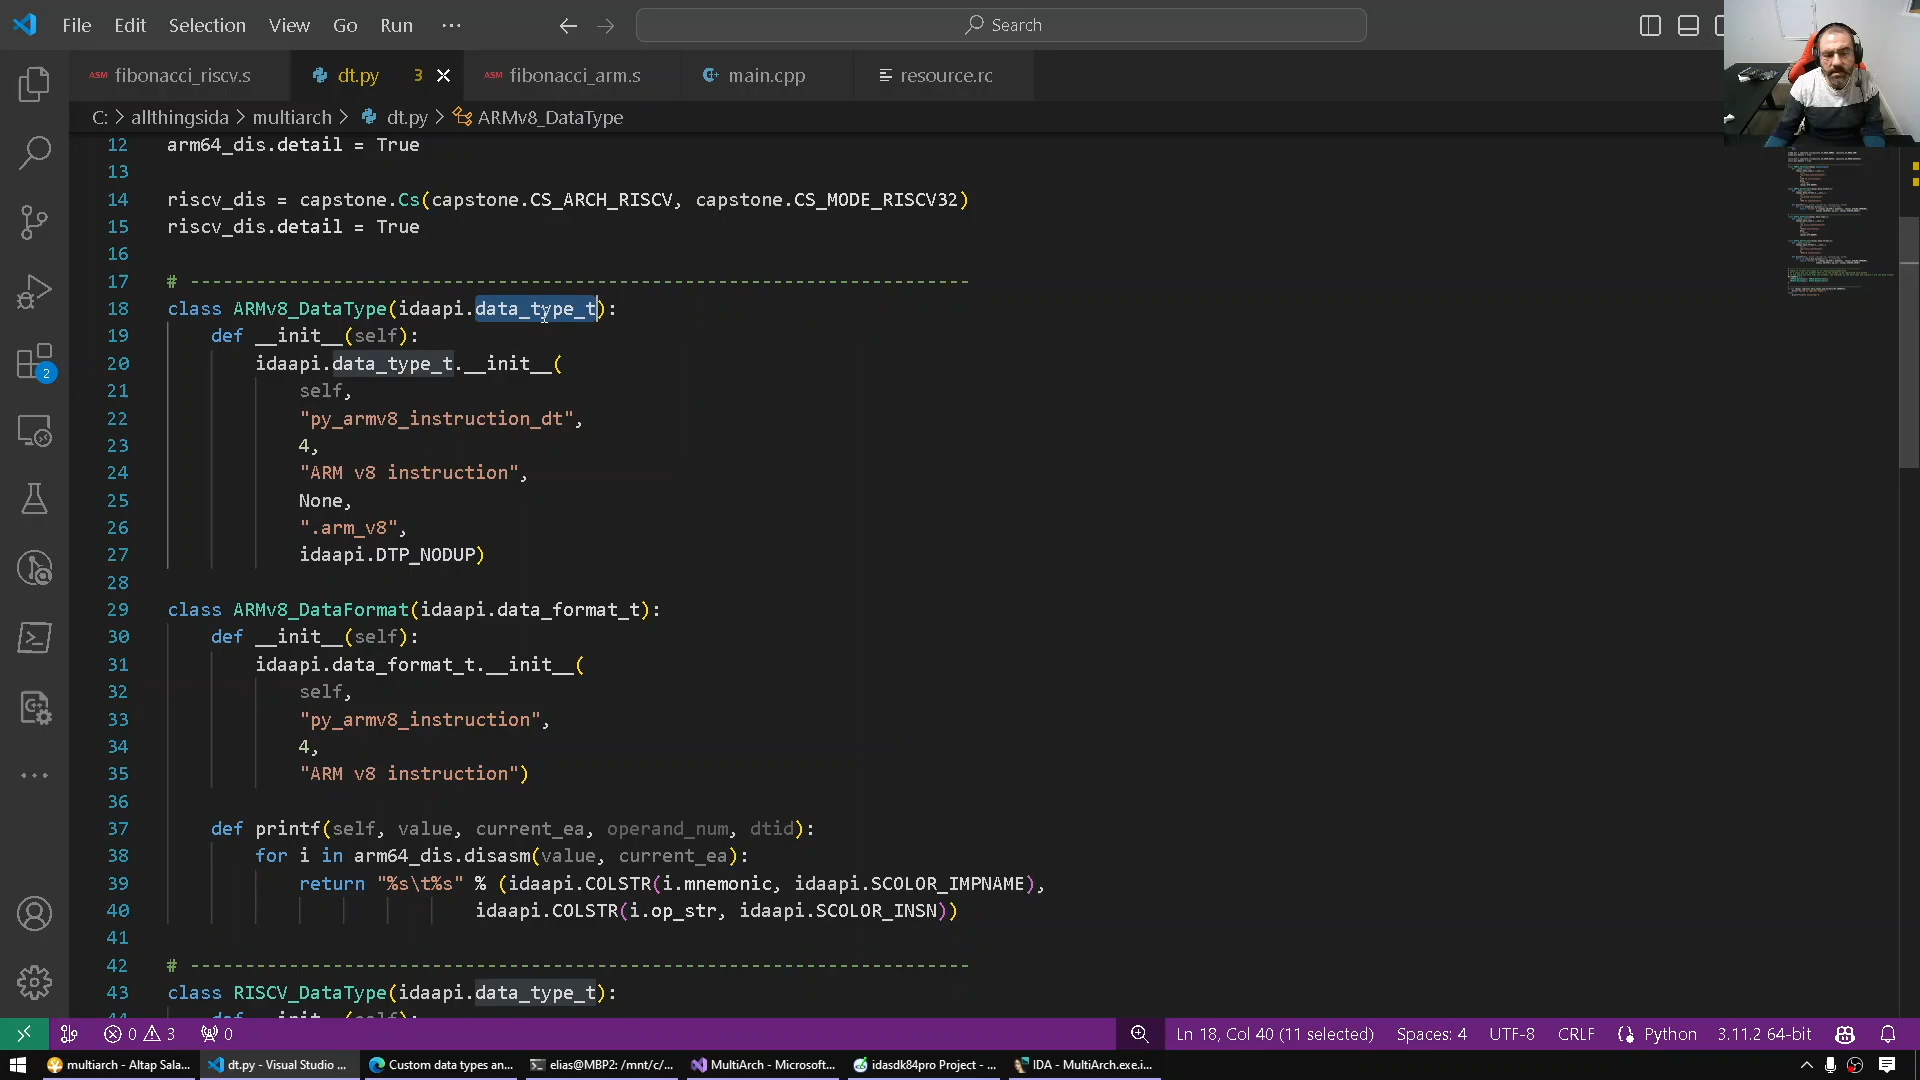 File Edit Selection View Go Run ··· Search
fibonacci_riscv.s dt.py 3 fibonacci_arm.s main.cpp resource.rc
C: > allthingsida > multiarch > dt.py > ARMv8_DataType
12 arm64_dis.detail = True
13
14 riscv_dis = capstone.Cs(capstone.CS_ARCH_RISCV, capstone.CS_MODE_RISCV32)
15 riscv_dis.detail = True
16
17 # -----------------------------------------------------------------------
18 class ARMv8_DataType(idaapi.data_type_t):
19 def __init__(self):
20 idaapi.data_type_t.__init__(
21 self,
22 "py_armv8_instruction_dt",
23 4,
24 "ARM v8 instruction",
25 None,
26 ".arm_v8",
27 idaapi.DTP_NODUP)
28
29 class ARMv8_DataFormat(idaapi.data_format_t):
30 def __init__(self):
31 idaapi.data_format_t.__init__(
32 self,
33 "py_armv8_instruction",
34 4,
35 "ARM v8 instruction")
36
37 def printf(self, value, current_ea, operand_num, dtid):
38 for i in arm64_dis.disasm(value, current_ea):
39 return "%s\t%s" % (idaapi.COLSTR(i.mnemonic, idaapi.SCOLOR_IMPNAME),
40 idaapi.COLSTR(i.op_str, idaapi.SCOLOR_INSN))
41
42 # -----------------------------------------------------------------------
43 class RISCV_DataType(idaapi.data_type_t):
44 def __init__(self):
2
0 3 0 Ln 18, Col 40 (11 selected) Spaces: 4 UTF-8 CRLF Python 3.11.2 64-bit
multiarch - Altap Sala... dt.py - Visual Studio ... Custom data types an... elias@MBP2: /mnt/c/... MultiArch - Microsoft... idasdk84pro Project - ... IDA - MultiArch.exe.i...